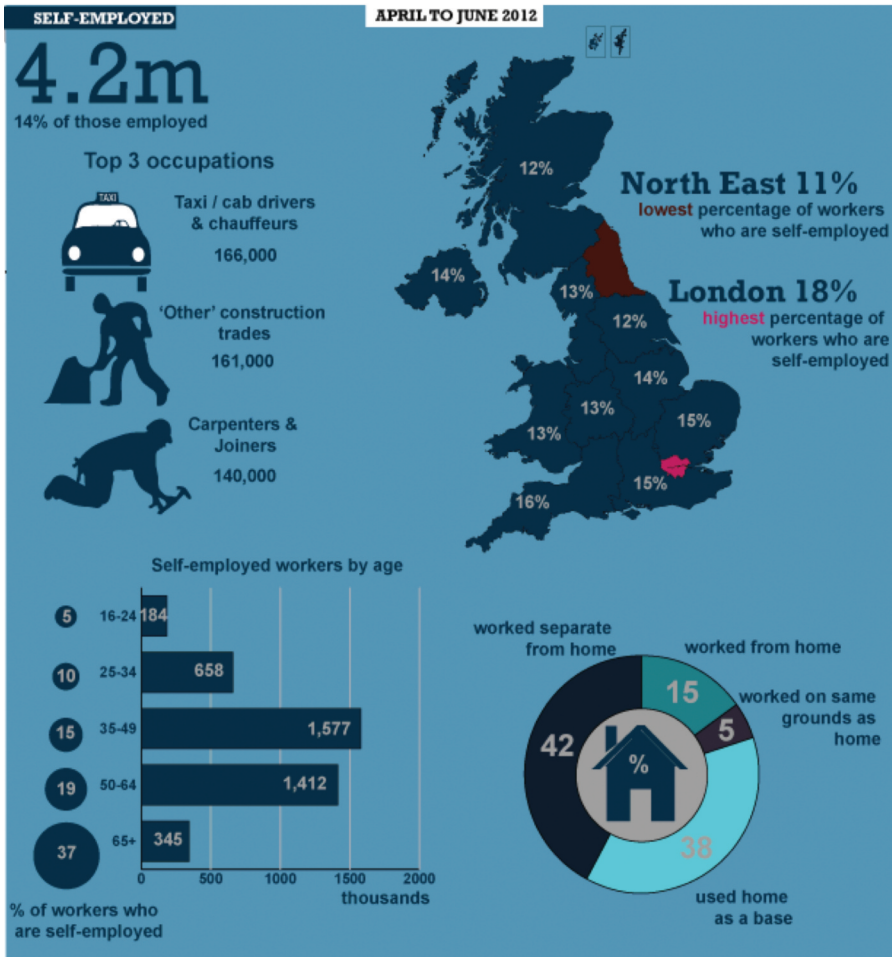 SELF-EMPLOYED
APRIL TO JUNE 2012
4.2m
14% of those employed
Top 3 occupations
TAXI
Taxi / cab drivers
& chauffeurs
166,000
'Other' construction
trades
161,000
Carpenters &
Joiners
140,000
12%
North East 11%
lowest percentage of workers
who are self-employed
14%
13%
London 18%
highest percentage of
workers who are
self-employed
12%
14%
13%
15%
13%
15%
16%
Self-employed workers by age
5 16-24 184
10 25-34 658
15 35-49 1,577
19 50-64 1,412
37 65+ 345
0 500 1000 1500 2000
thousands
% of workers who
are self-employed
worked separate
from home
worked from home
15
worked on same
grounds as
home
5
42
%
38
used home
as a base